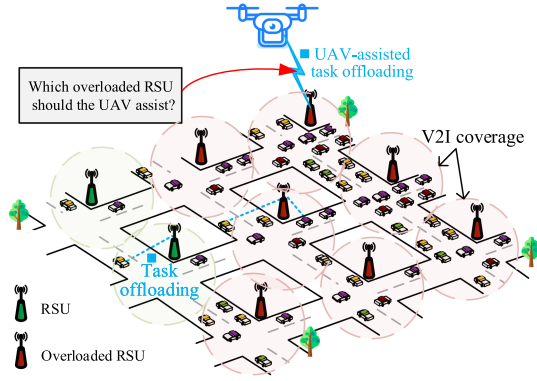 UAV-assisted
task offloading
Which overloaded RSU
should the UAV assist?
V2I coverage
Task
offloading
RSU
Overloaded RSU